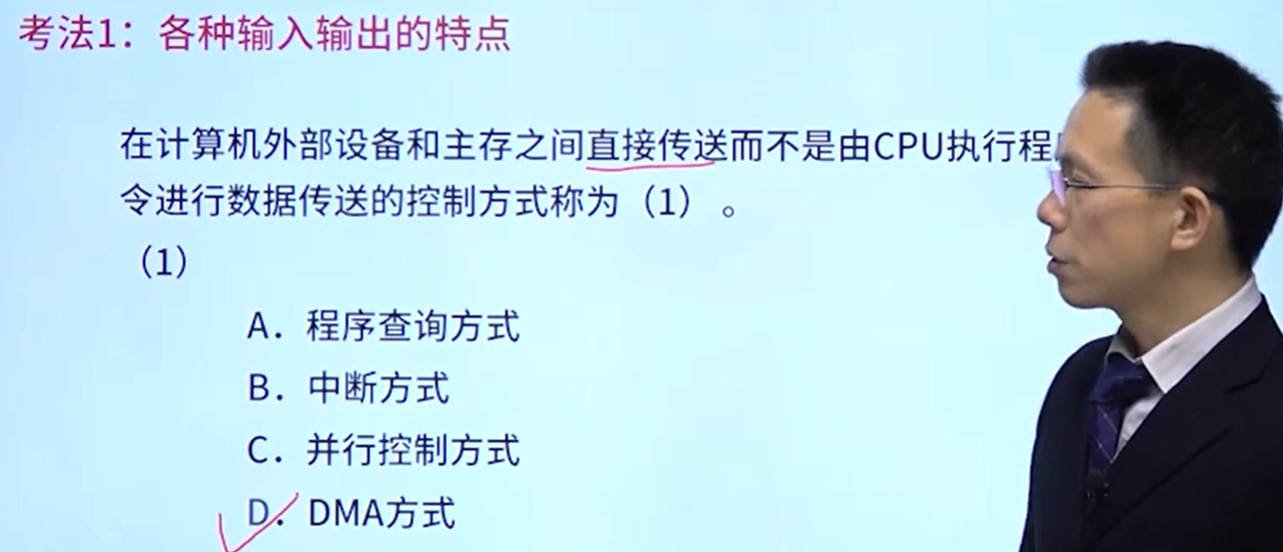 考法1：各种输入输出的特点
在计算机外部设备和主存之间直接传送而不是由CPU执行程
令进行数据传送的控制方式称为（1）。
（1）
A．程序查询方式
B．中断方式
C．并行控制方式
D．DMA方式